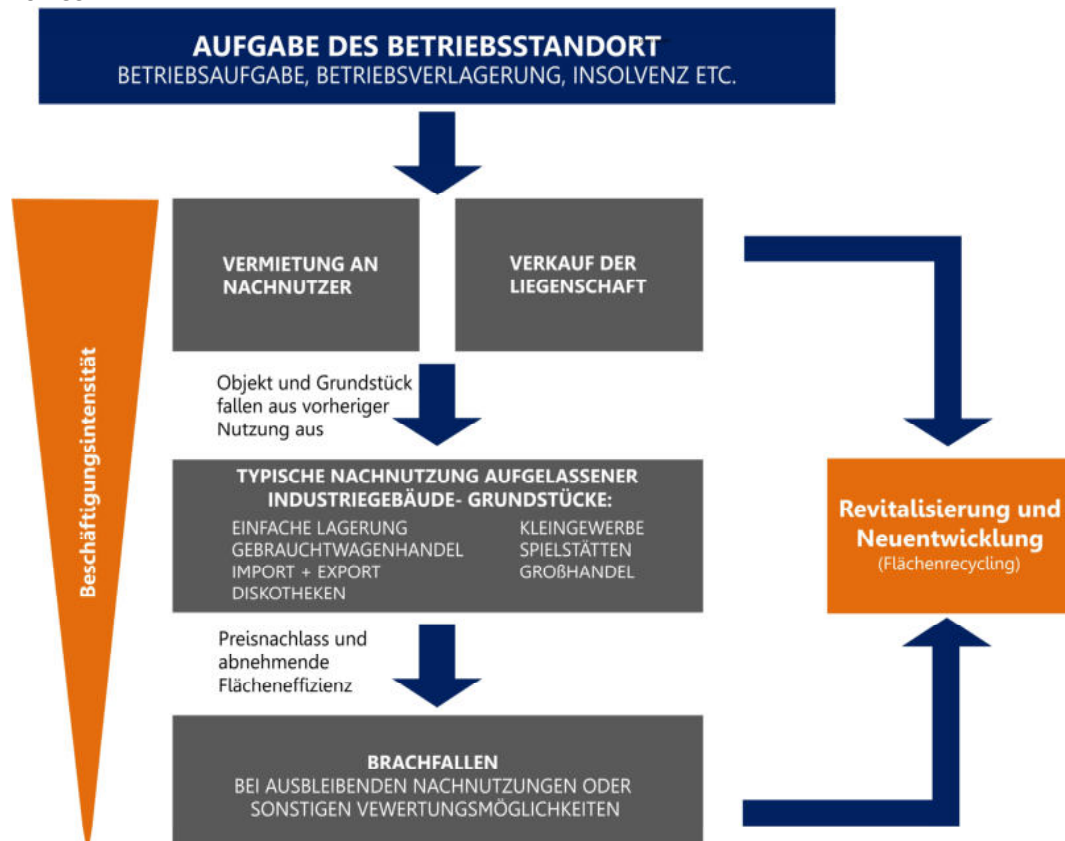 AUFGABE DES BETRIEBSSTANDORT
BETRIEBSAUFGABE, BETRIEBSVERLAGERUNG, INSOLVENZ ETC.
VERMIETUNG AN
NACHNUTZER
VERKAUF DER
LIEGENSCHAFT
Beschäftigungsintensität
Objekt und Grundstück
fallen aus vorheriger
Nutzung aus
TYPISCHE NACHNUTZUNG AUFGELASSENER
INDUSTRIEGEBÄUDE- GRUNDSTÜCKE:
EINFACHE LAGERUNG
GEBRAUCHTWAGENHANDEL
IMPORT + EXPORT
DISKOTHEKEN
KLEINGEWERBE
SPIELSTÄTTEN
GROßHANDEL
Revitalisierung und
Neuentwicklung
(Flächenrecycling)
Preisnachlass und
abnehmende
Flächeneffizienz
BRACHFALLEN
BEI AUSBLEIBENDEN NACHNUTZUNGEN ODER
SONSTIGEN VEWERTUNGSMÖGLICHKEITEN